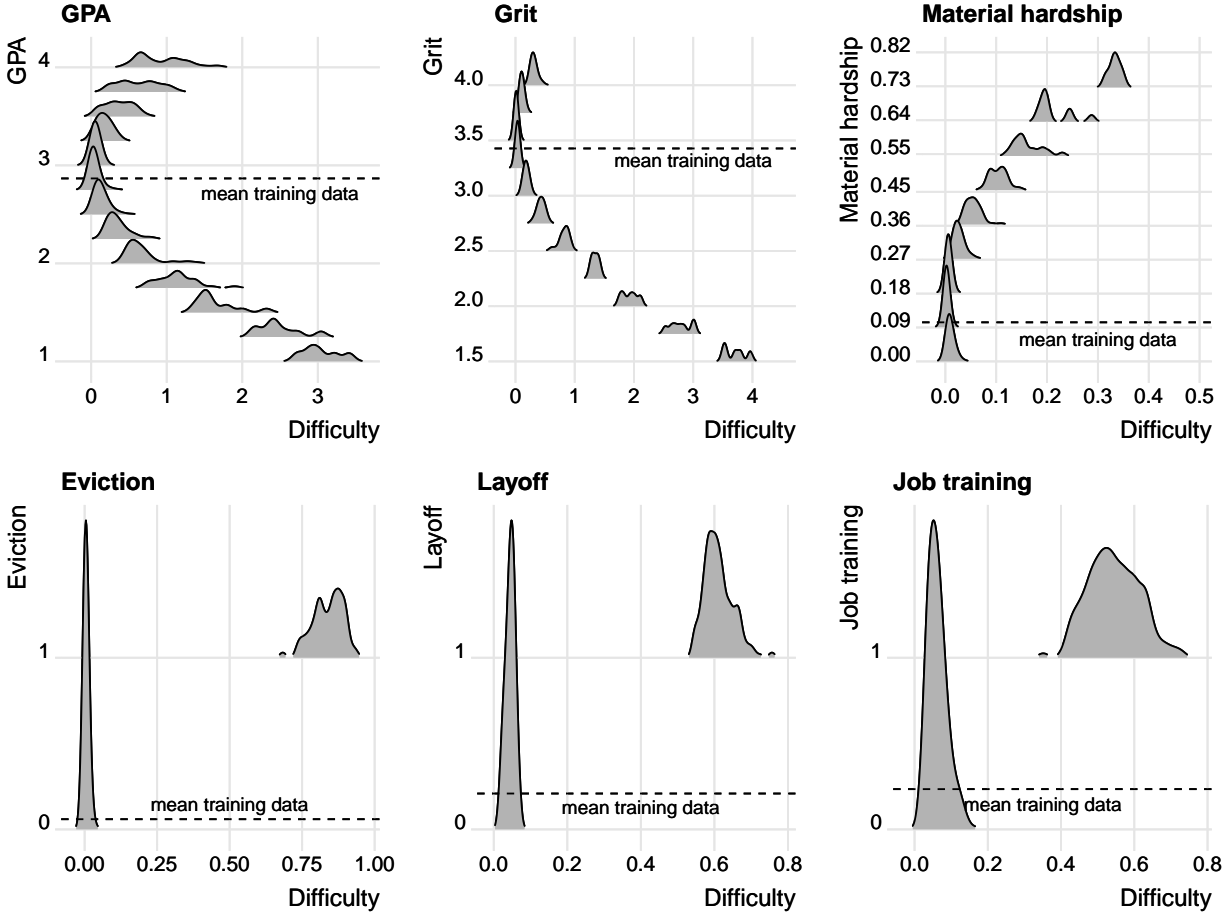 GPA
GPA
4
3
2
1
mean training data
0 1 2 3
Difficulty
Grit
Grit
4.0
3.5
3.0
2.5
2.0
1.5
mean training data
0 1 2 3 4
Difficulty
Material hardship
Material hardship
0.82
0.73
0.64
0.55
0.45
0.36
0.27
0.18
0.09
0.00
mean training data
0.0 0.1 0.2 0.3 0.4 0.5
Difficulty
Eviction
Eviction
1
0
mean training data
0.00 0.25 0.50 0.75 1.00
Difficulty
Layoff
Layoff
1
0
mean training data
0.0 0.2 0.4 0.6 0.8
Difficulty
Job training
Job training
1
0
mean training data
0.0 0.2 0.4 0.6 0.8
Difficulty